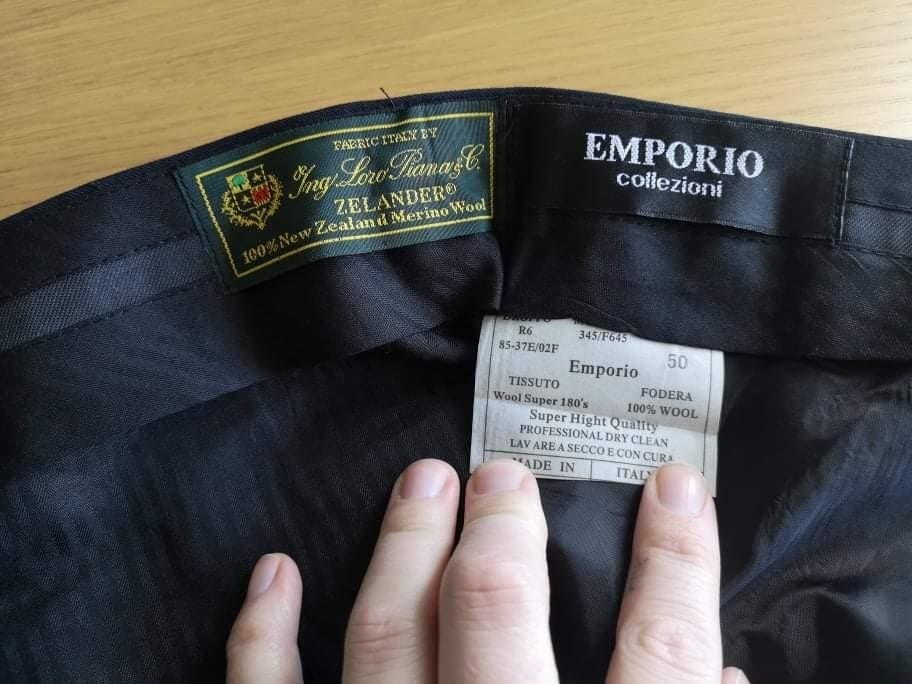 FABRIC ITALY BY
Ing. Loro Piana & C.
ZELANDER®
100% New Zealand Merino Wool
EMPORIO
collezioni
R6
345/F645
85-37E/02F
50
Emporio
TISSUTO
FODERA
Wool Super 180's
100% WOOL
Super Hight Quality
PROFESSIONAL DRY CLEAN
LAV ARE A SECCO E CON CURA
MADE IN
ITALY